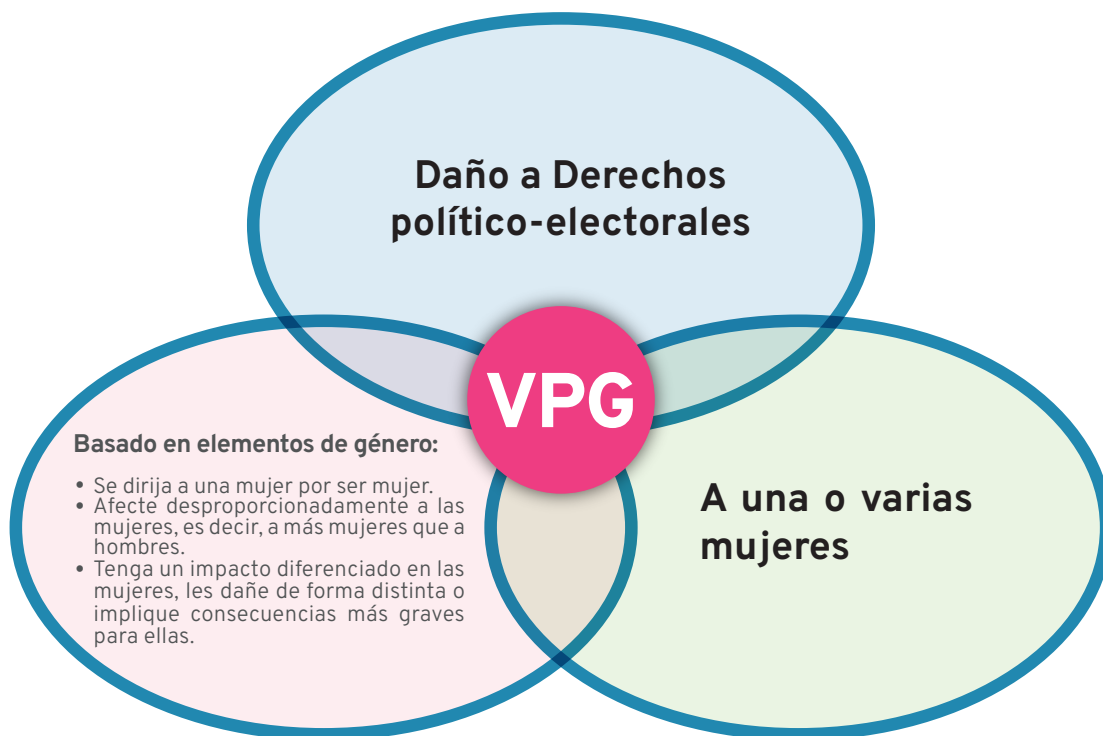 Daño a Derechos
político-electorales
VPG
Basado en elementos de género:
• Se dirija a una mujer por ser mujer.
• Afecte desproporcionadamente a las
mujeres, es decir, a más mujeres que a
hombres.
• Tenga un impacto diferenciado en las
mujeres, les dañe de forma distinta o
implique consecuencias más graves
para ellas.
A una o varias
mujeres